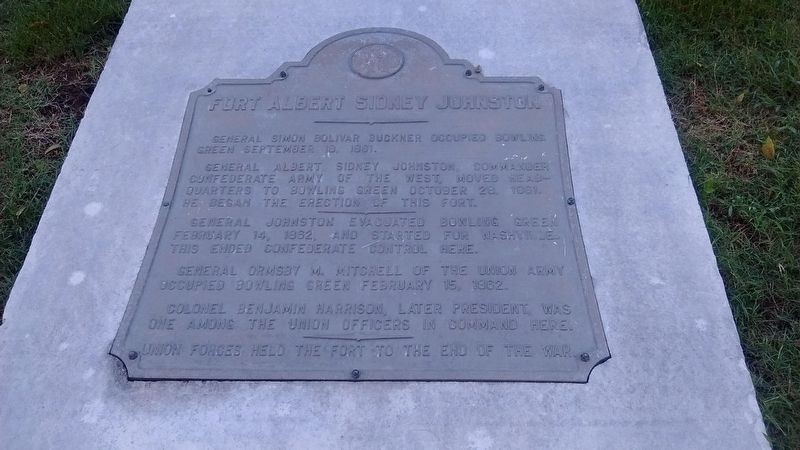 FORT ALBERT SIDNEY JOHNSTON
GENERAL SIMON BOLIVAR BUCKNER OCCUPIED BOWLING
GREEN SEPTEMBER 18, 1861.
GENERAL ALBERT SIDNEY JOHNSTON, COMMANDER
CONFEDERATE ARMY OF THE WEST, MOVED HEAD-
QUARTERS TO BOWLING GREEN OCTOBER 28, 1861.
HE BEGAN THE ERECTION OF THIS FORT.
GENERAL JOHNSTON EVACUATED BOWLING GREEN
FEBRUARY 14, 1862, AND STARTED FOR NASHVILLE.
THIS ENDED CONFEDERATE CONTROL HERE.
GENERAL ORMSBY M. MITCHELL OF THE UNION ARMY
OCCUPIED BOWLING GREEN FEBRUARY 15, 1862.
COLONEL BENJAMIN HARRISON, LATER PRESIDENT, WAS
ONE AMONG THE UNION OFFICERS IN COMMAND HERE.
UNION FORCES HELD THE FORT TO THE END OF THE WAR.